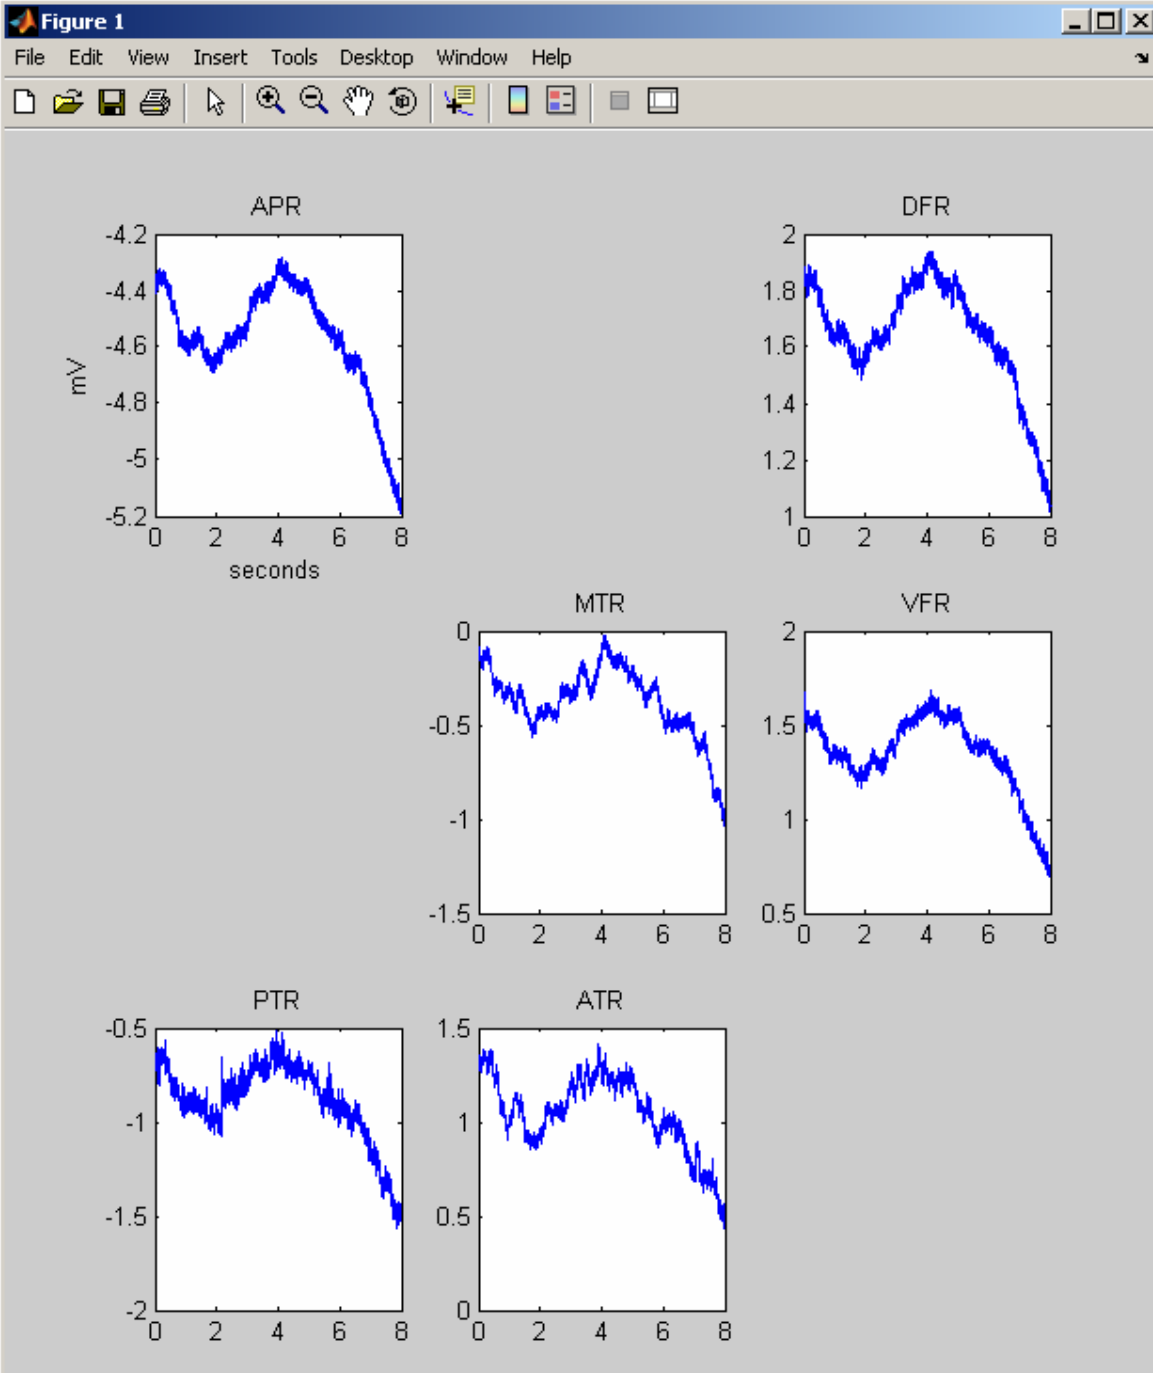 Figure 1
File Edit View Insert Tools Desktop Window Help
APR
-4.2
-4.4
-4.6
-4.8
-5
-5.2
mV
0 2 4 6 8
seconds
DFR
2
1.8
1.6
1.4
1.2
1
0 2 4 6 8
MTR
0
-0.5
-1
-1.5
0 2 4 6 8
VFR
2
1.5
1
0.5
0 2 4 6 8
PTR
-0.5
-1
-1.5
-2
0 2 4 6 8
ATR
1.5
1
0.5
0
0 2 4 6 8